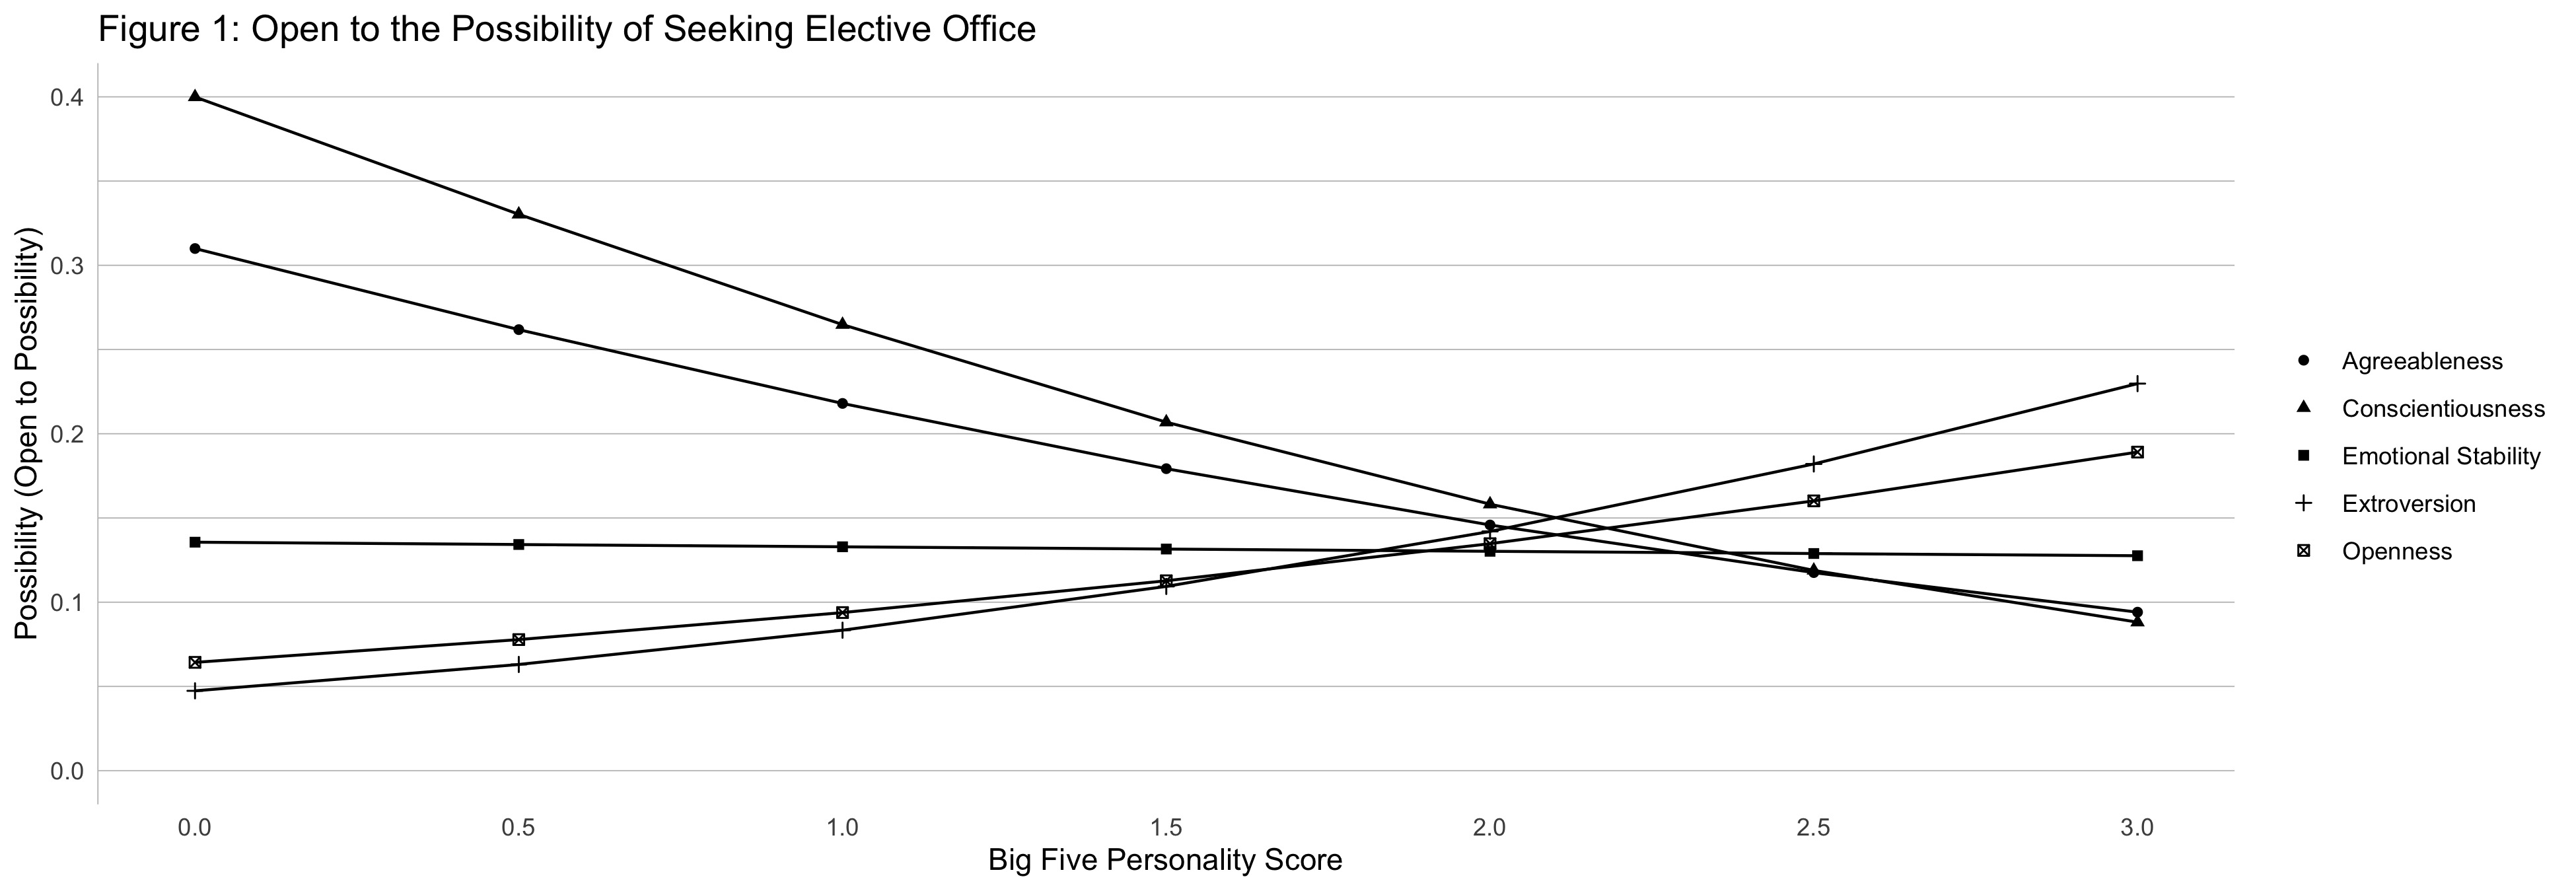 Figure 1: Open to the Possibility of Seeking Elective Office
Possibility (Open to Possibility)
0.4
0.3
0.2
0.1
0.0
0.0 0.5 1.0 1.5 2.0 2.5 3.0
Big Five Personality Score
Agreeableness
Conscientiousness
Emotional Stability
Extroversion
Openness